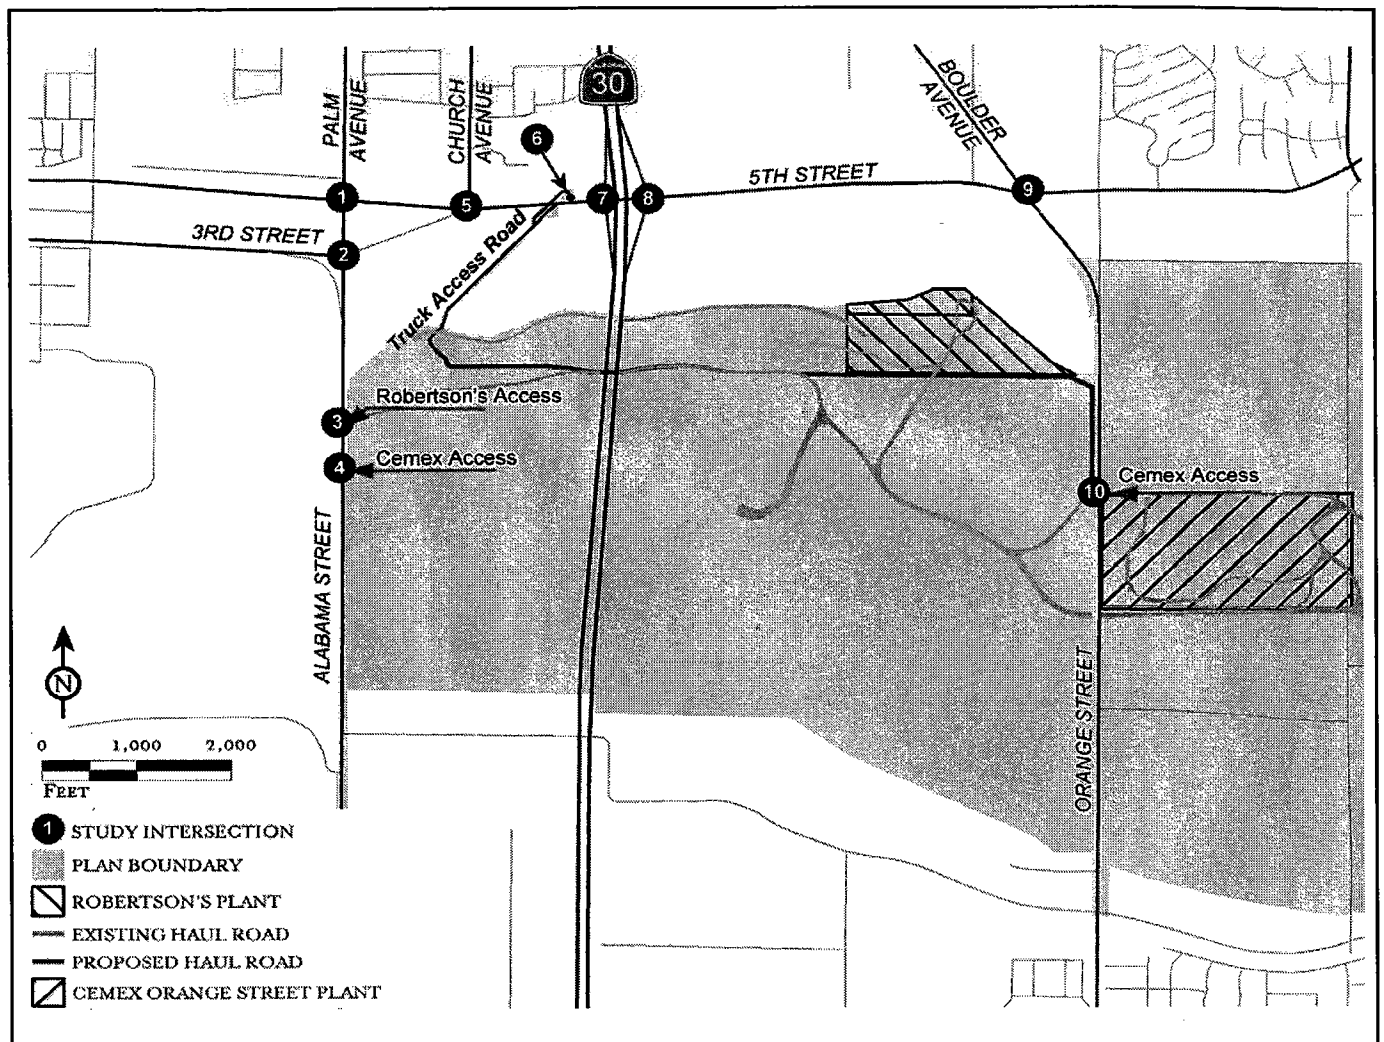 PALM
AVENUE
CHURCH
AVENUE
30
BOULDER
AVENUE
6
1
5
7
8
5TH STREET
9
3RD STREET
2
Truck Access Road
Robertson's Access
3
Cemex Access
4
10
Cemex Access
ALABAMA STREET
ORANGE STREET
N
0 1,000 2,000
FEET
1 STUDY INTERSECTION
PLAN BOUNDARY
ROBERTSON'S PLANT
EXISTING HAUL ROAD
PROPOSED HAUL ROAD
CEMEX ORANGE STREET PLANT